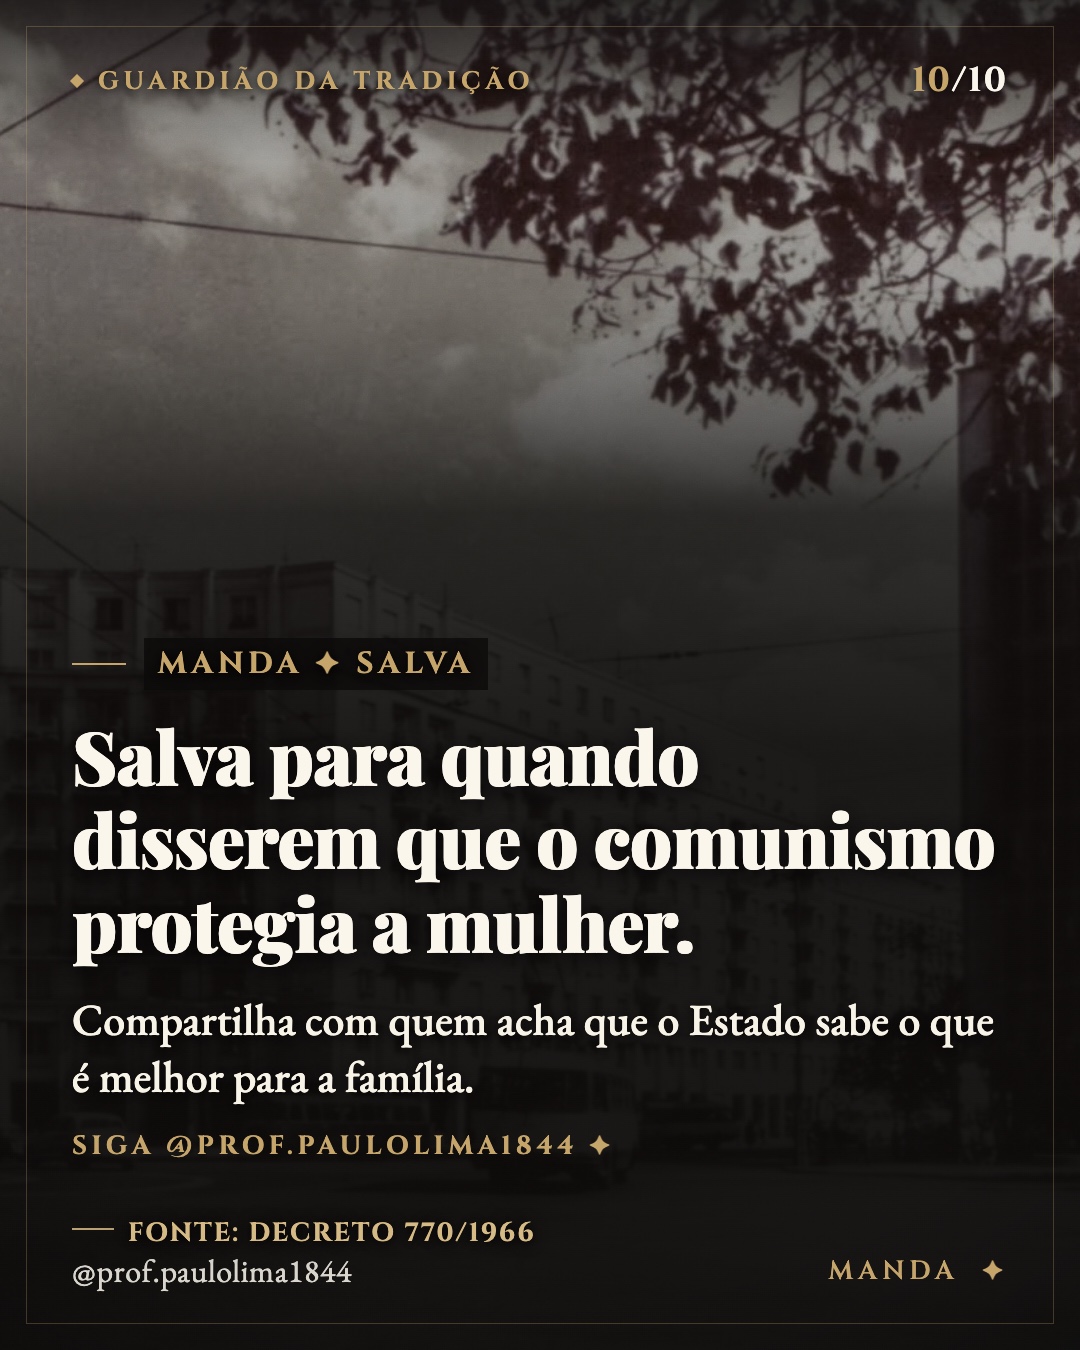 ◆ GUARDIÃO DA TRADIÇÃO
10/10
MANDA ✦ SALVA
Salva para quando
disserem que o comunismo
protegia a mulher.
Compartilha com quem acha que o Estado sabe o que
é melhor para a família.
SIGA @PROF.PAULOLIMA1844 ✦
FONTE: DECRETO 770/1966
@prof.paulolima1844
MANDA ✦